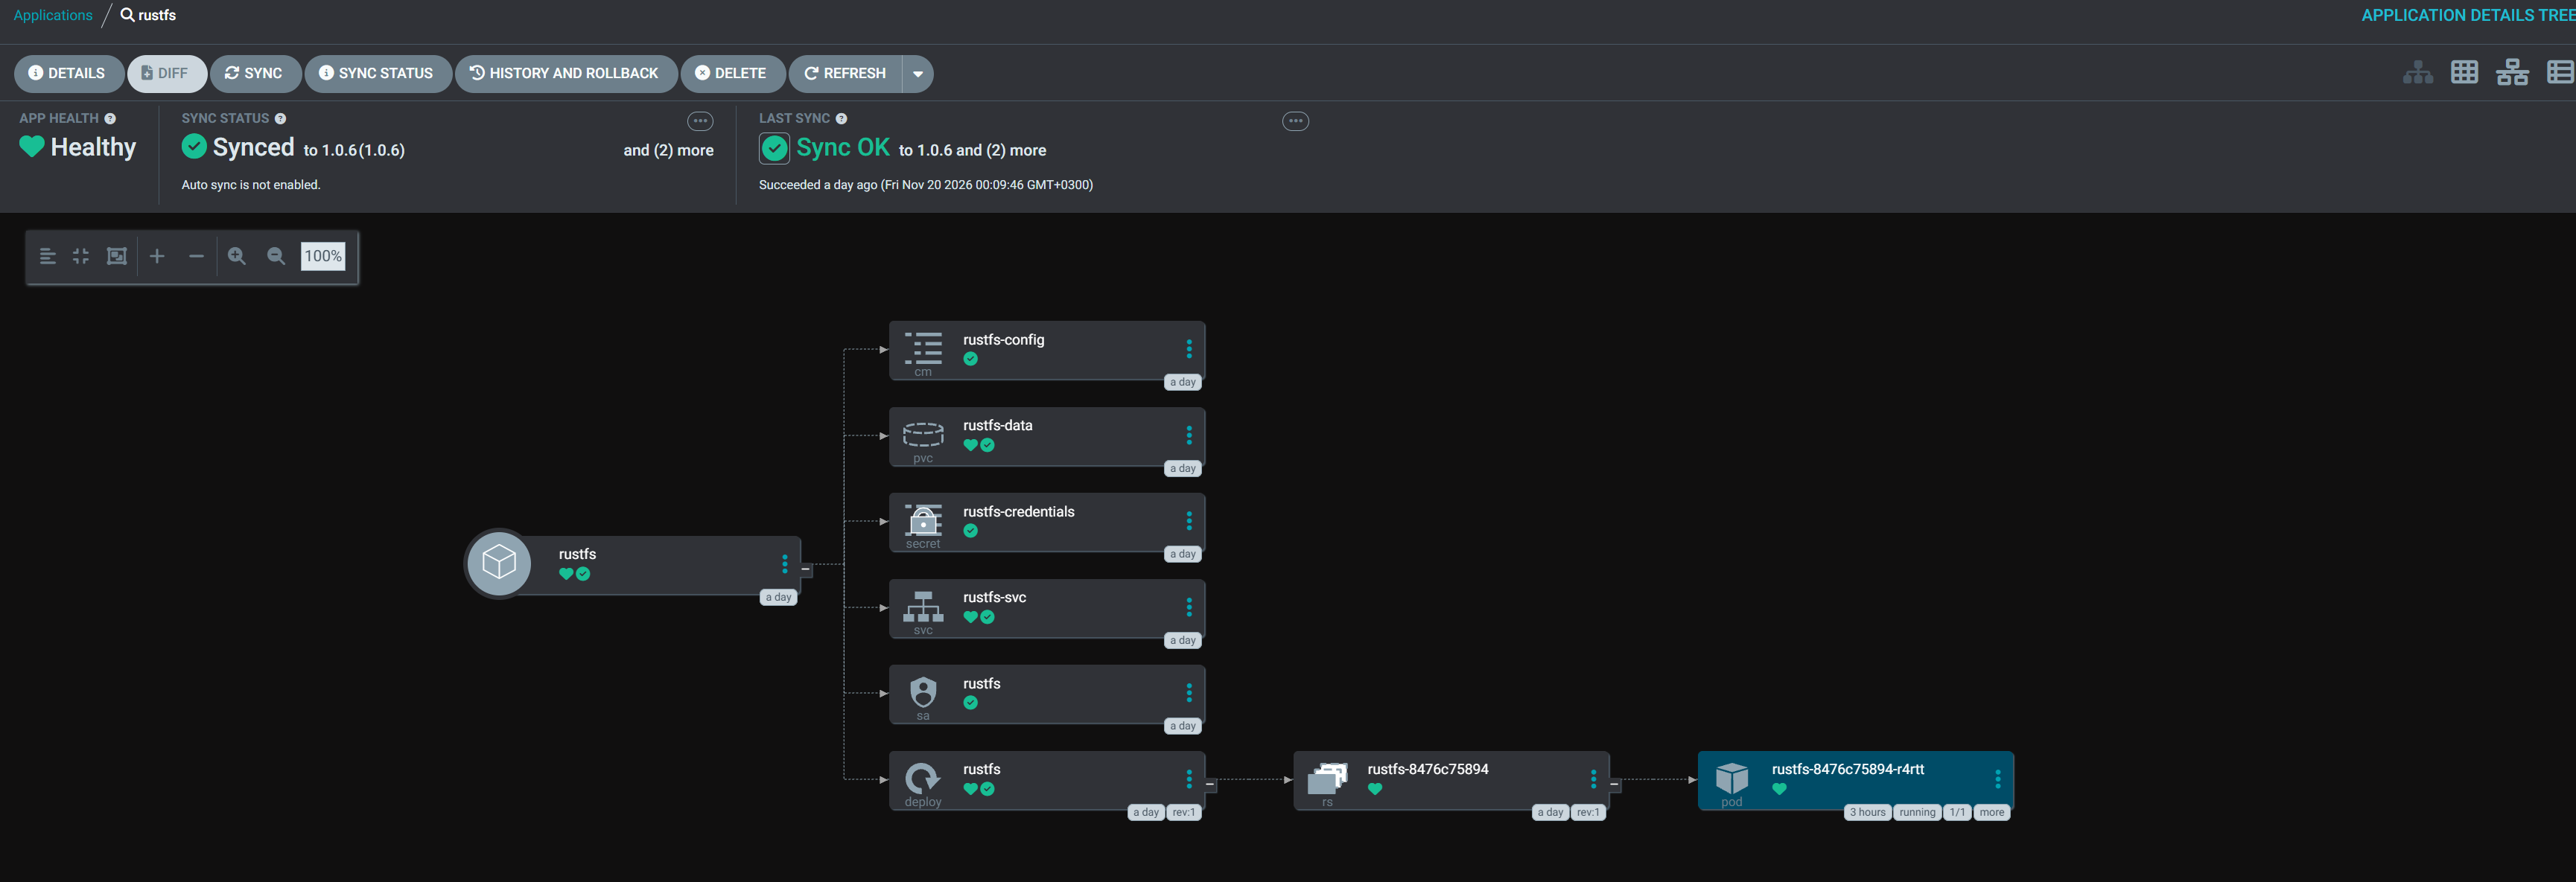 Applications / rustfs
APPLICATION DETAILS TREE
DETAILS DIFF SYNC SYNC STATUS HISTORY AND ROLLBACK DELETE REFRESH
APP HEALTH
Healthy
SYNC STATUS
Synced to 1.0.6 (1.0.6) and (2) more
Auto sync is not enabled.
LAST SYNC
Sync OK to 1.0.6 and (2) more
Succeeded a day ago (Fri Nov 20 2026 00:09:46 GMT+0300)
100%
rustfs
a day
rustfs-config
cm
a day
rustfs-data
pvc
a day
rustfs-credentials
secret
a day
rustfs-svc
svc
a day
rustfs
sa
a day
rustfs
deploy
a day rev:1
rustfs-8476c75894
rs
a day rev:1
rustfs-8476c75894-r4rtt
pod
3 hours running 1/1 more